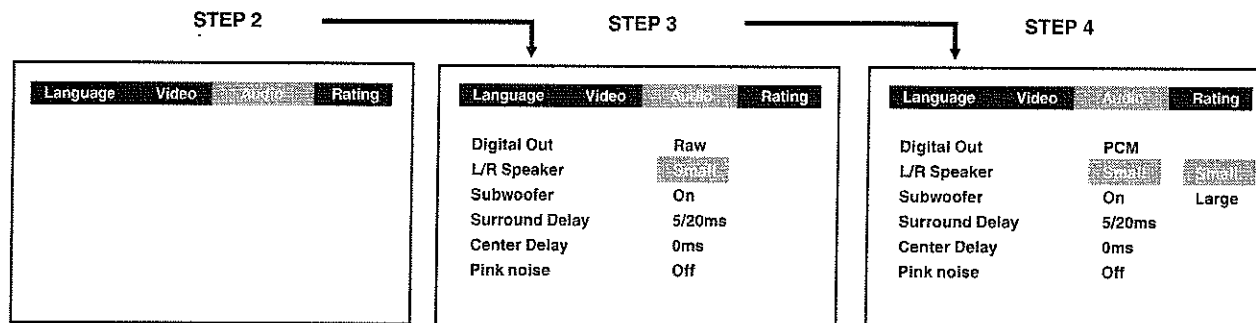 STEP 2
STEP 3
STEP 4
Language Video Audio Rating
Language Video Audio Rating
Digital Out Raw
L/R Speaker Small
Subwoofer On
Surround Delay 5/20ms
Center Delay 0ms
Pink noise Off
Language Video Audio Rating
Digital Out PCM
L/R Speaker Small Small
Subwoofer On Large
Surround Delay 5/20ms
Center Delay 0ms
Pink noise Off